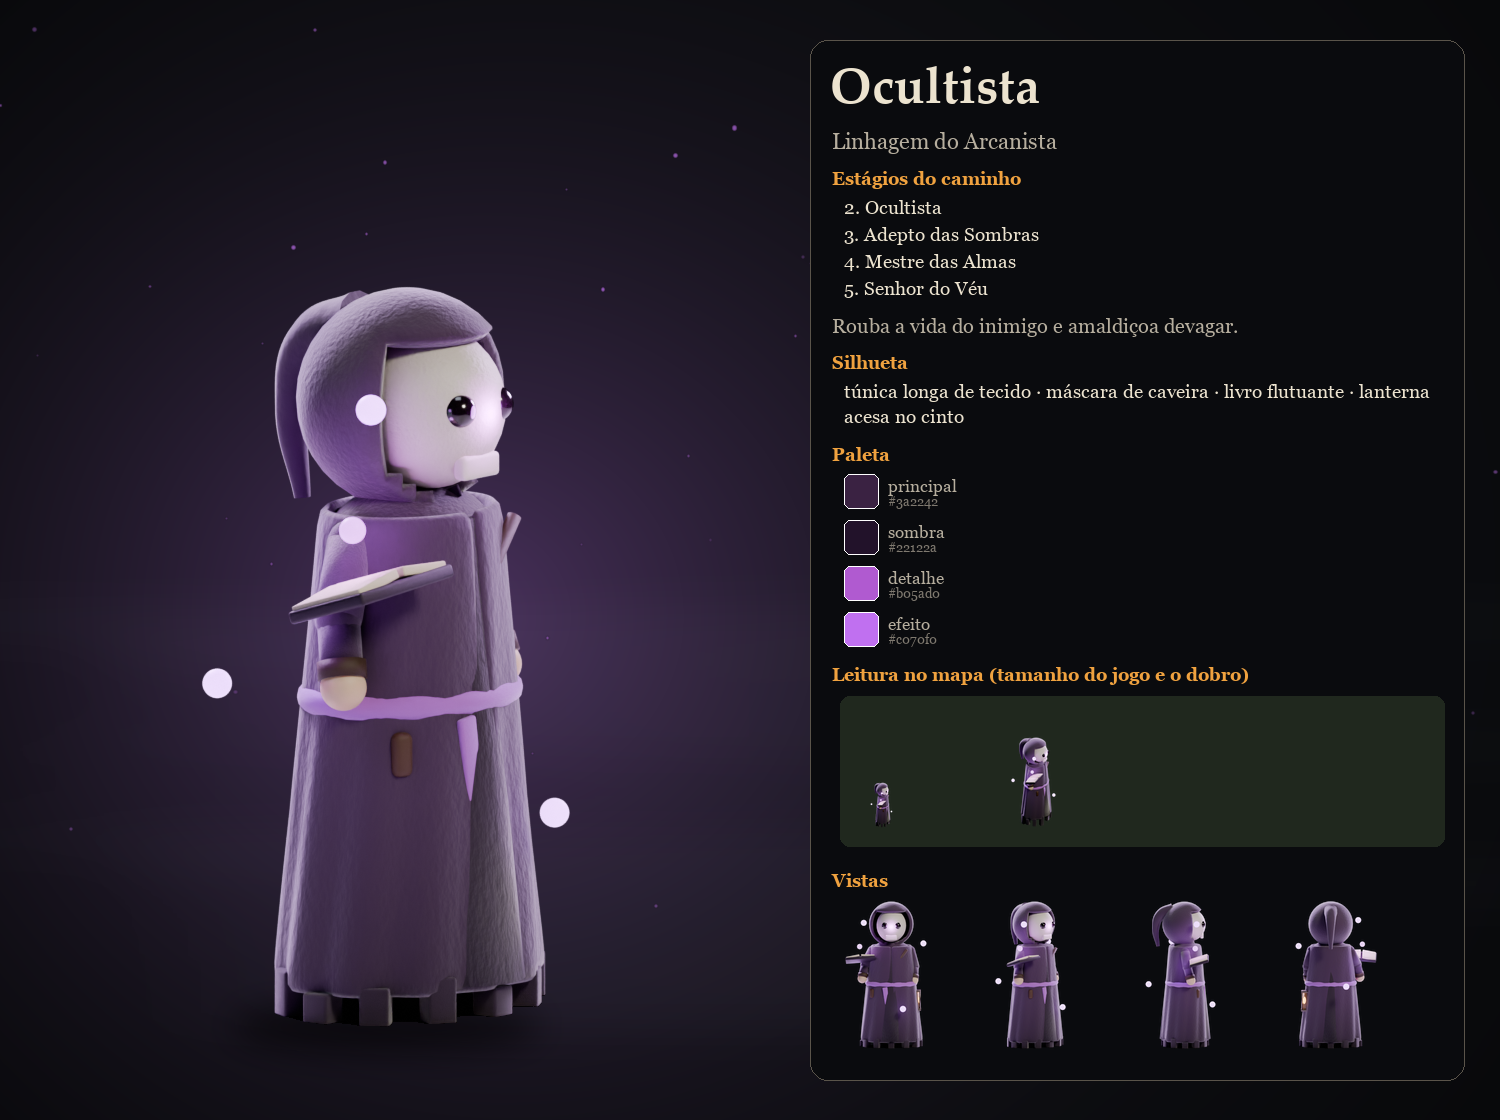 Ocultista
Linhagem do Arcanista
Estágios do caminho
2. Ocultista
3. Adepto das Sombras
4. Mestre das Almas
5. Senhor do Véu
Rouba a vida do inimigo e amaldiçoa devagar.
Silhueta
túnica longa de tecido · máscara de caveira · livro flutuante · lanterna
acesa no cinto
Paleta
principal
#3a2242
sombra
#22122a
detalhe
#b05ad0
efeito
#c070f0
Leitura no mapa (tamanho do jogo e o dobro)
Vistas